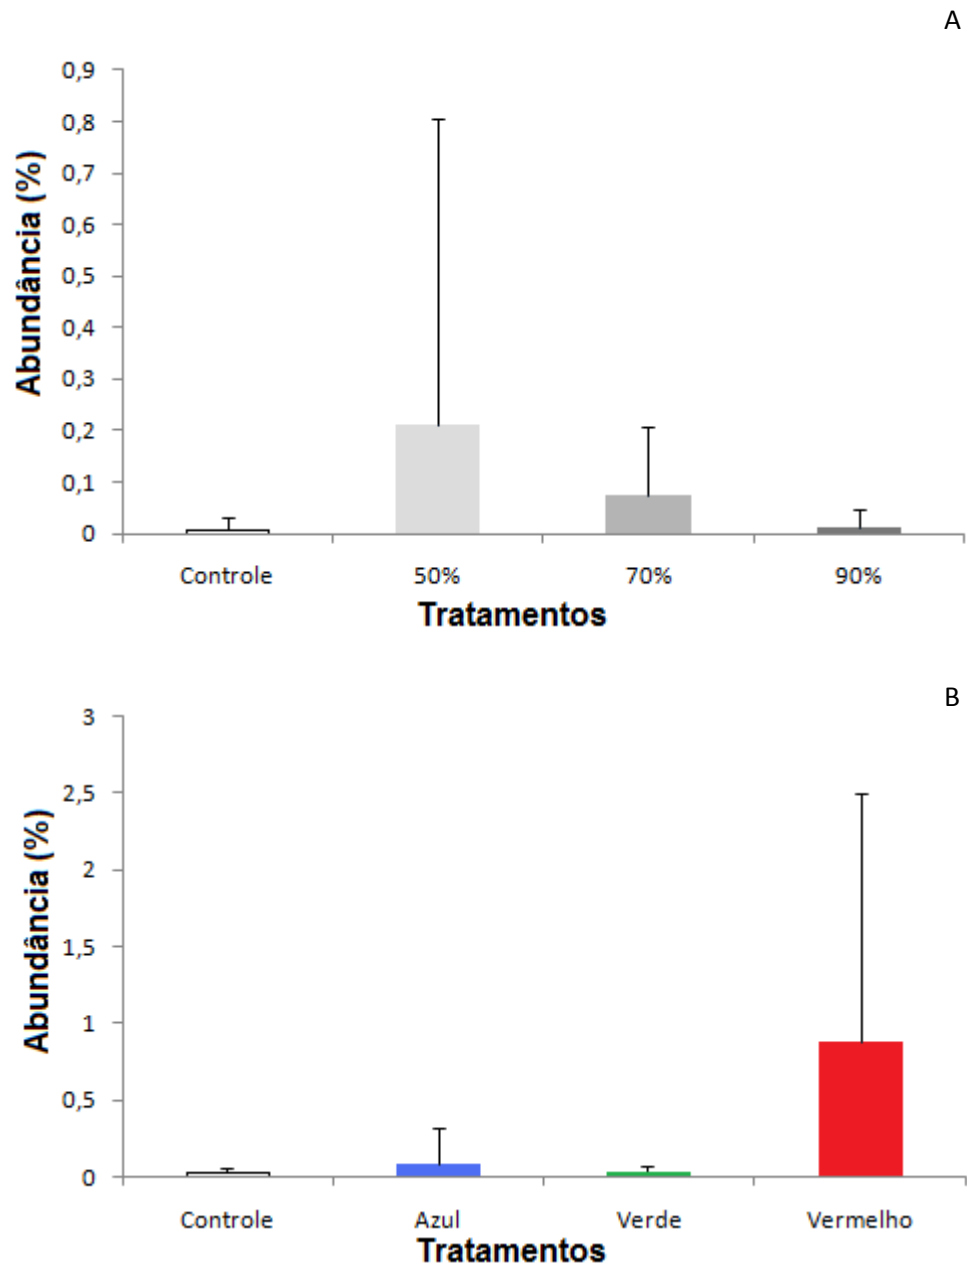 A
Abundância (%)
0,9
0,8
0,7
0,6
0,5
0,4
0,3
0,2
0,1
0
Controle 50% 70% 90%
Tratamentos
B
Abundância (%)
3
2,5
2
1,5
1
0,5
0
Controle Azul Verde Vermelho
Tratamentos